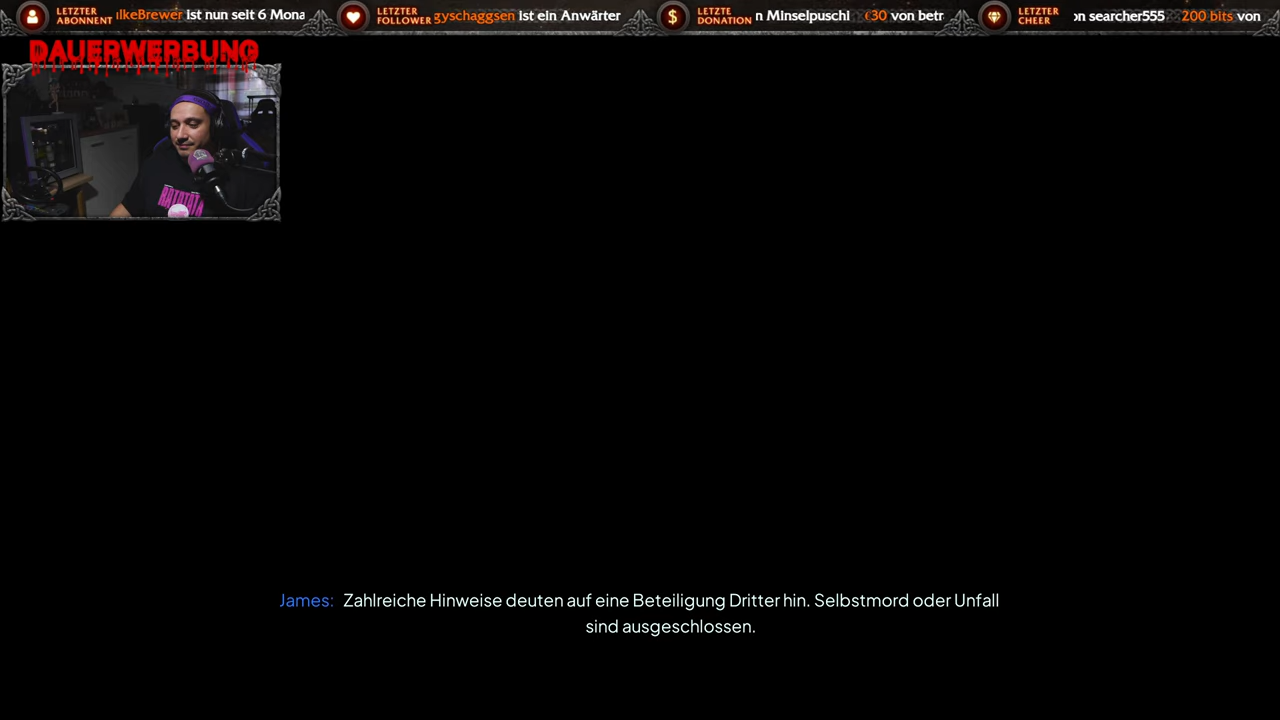 LETZTER ABONNENT ist nun seit 6 Mona
LETZTER FOLLOWER gyschaggsen ist ein Anwärter
LETZTE DONATION n Minselpuschl €30 von betr
LETZTER CHEER on searcher555 200 bits von
DAUERWERBUNG
James: Zahlreiche Hinweise deuten auf eine Beteiligung Dritter hin. Selbstmord oder Unfall
sind ausgeschlossen.